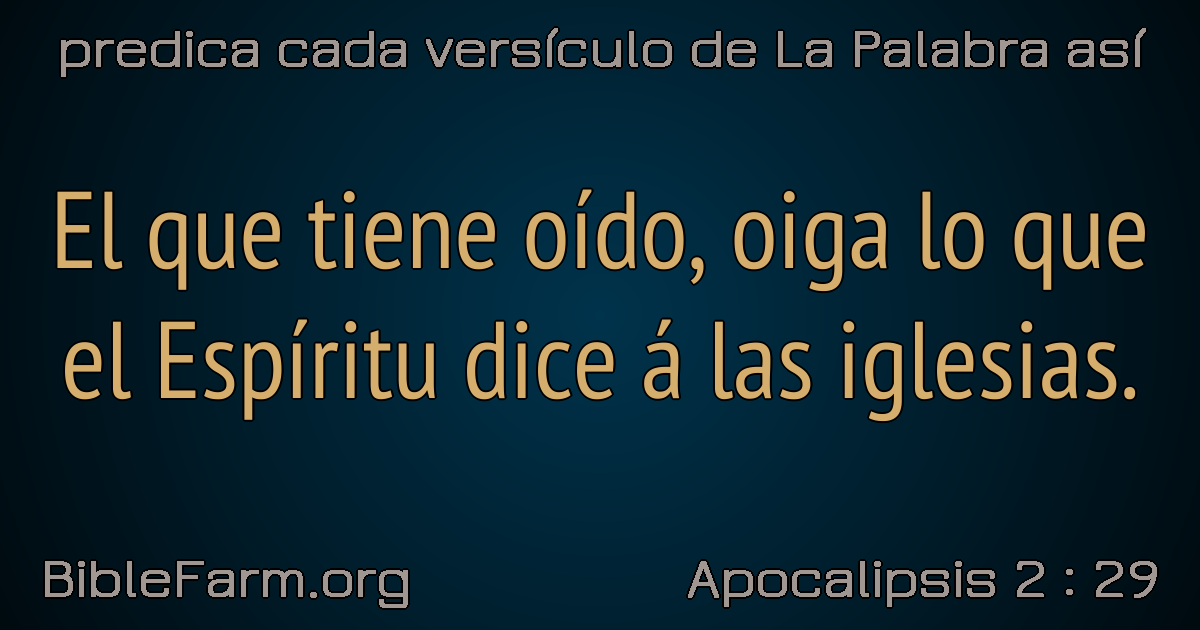 predica cada versículo de La Palabra así
El que tiene oído, oiga lo que
el Espíritu dice á las iglesias.
BibleFarm.org
Apocalipsis 2 : 29